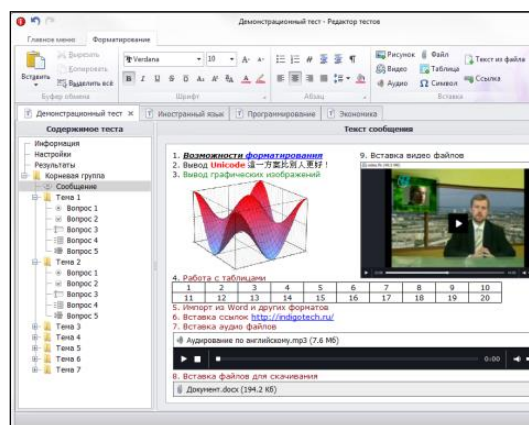 Демонстрационный тест - Редактор тестов
Главное меню Форматирование
Вставить
Вырезать
Копировать
Выделить всё
Буфер обмена
Verdana 10
Шрифт
Абзац
Рисунок Файл Текст из файла
Видео Таблица Ссылка
Аудио Символ
Вставка
Демонстрационный тест Иностранный язык Программирование Экономика
Содержимое теста
Информация
Настройки
Результаты
Корневая группа
Сообщение
Тема 1
Вопрос 1
Вопрос 2
Вопрос 3
Вопрос 4
Вопрос 5
Тема 2
Вопрос 1
Вопрос 2
Вопрос 3
Вопрос 4
Вопрос 5
Тема 3
Тема 4
Тема 5
Тема 6
Тема 7
Текст сообщения
1. Возможности форматирования
2. Вывод Unicode 這一方案比別人更好！
3. Вывод графических изображений
4. Работа с таблицами
1 2 3 4 5 6 7 8 9 10
11 12 13 14 15 16 17 18 19 20
5. Импорт из Word и других форматов
6. Вставка ссылок http://indigotech.ru/
7. Вставка аудио файлов
Аудирование по английскому.mp3 (7.6 Мб)
0:00
8. Вставка файлов для скачивания
Документ.docx (194.2 Кб)
9. Вставка видео файлов